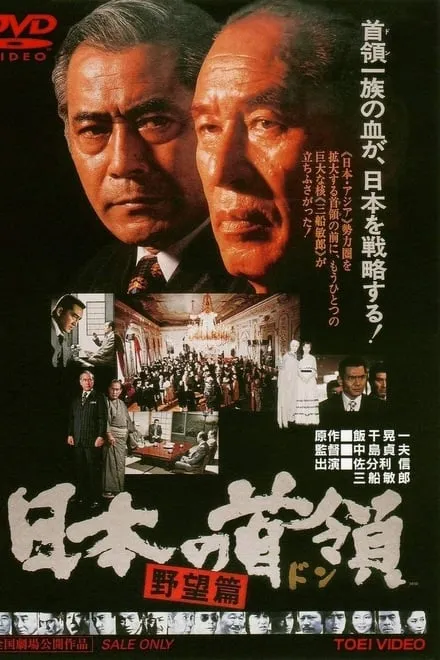 DVD
VIDEO
首領一族の血が、日本を戦略する！
ドン
《日本・アジア》勢力圏を
拡大する首領の前に、もうひとつの
巨大な核《三船敏郎》が
立ちふさがった！
原作■飯干晃一
監督■中島貞夫
出演■佐分利信
三船敏郎
日本の首領
ドン
野望篇
全国劇場公開作品
SALE ONLY
TOEI VIDEO